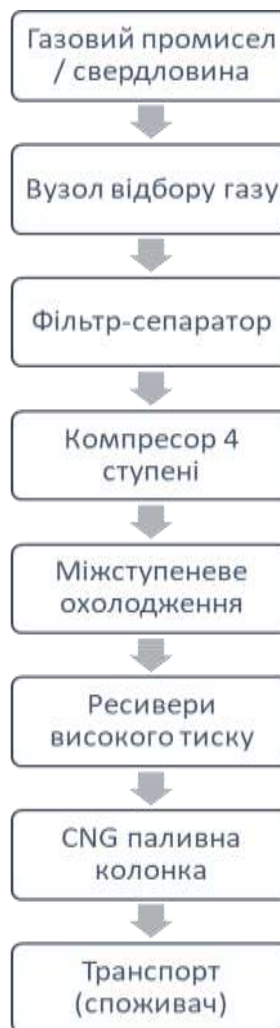 Газовий промисел
/ свердловина
Вузол відбору газу
Фільтр-сепаратор
Компресор 4
ступені
Міжступеневе
охолодження
Ресивери
високого тиску
CNG паливна
колонка
Транспорт
(споживач)